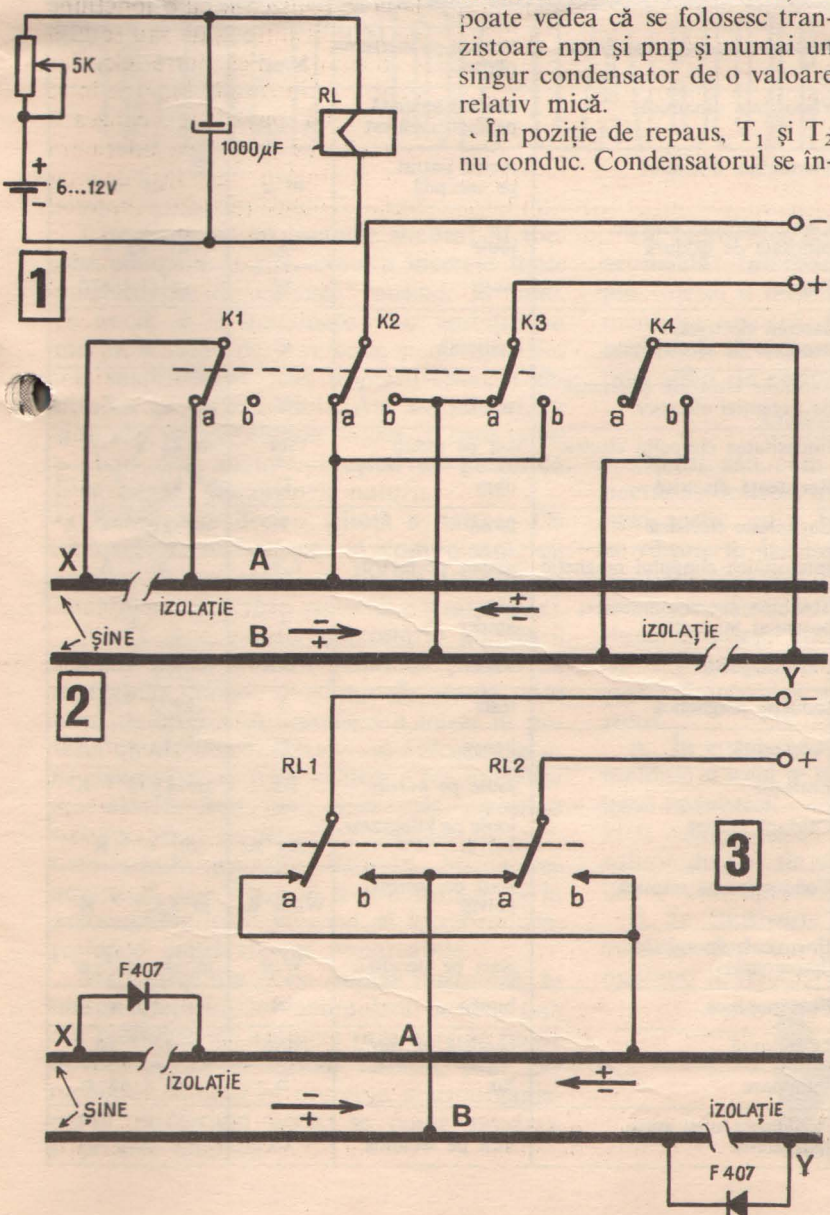 poate vedea că se folosesc tran-
zistoare npn și pnp și numai un
singur condensator de o valoare
relativ mică.
În poziție de repaus, T₁ și T₂
nu conduc. Condensatorul se în-
5K
+
6...12V
-
1000µF
RL
1
-
+
K1
K2
K3
K4
a
b
a
b
a
b
a
b
X
A
IZOLAȚIE
ȘINE
B
-
+
+
-
IZOLAȚIE
Y
2
-
+
RL1
RL2
3
a
b
a
b
F407
X
A
IZOLAȚIE
ȘINE
-
+
B
+
-
IZOLAȚIE
F407
Y